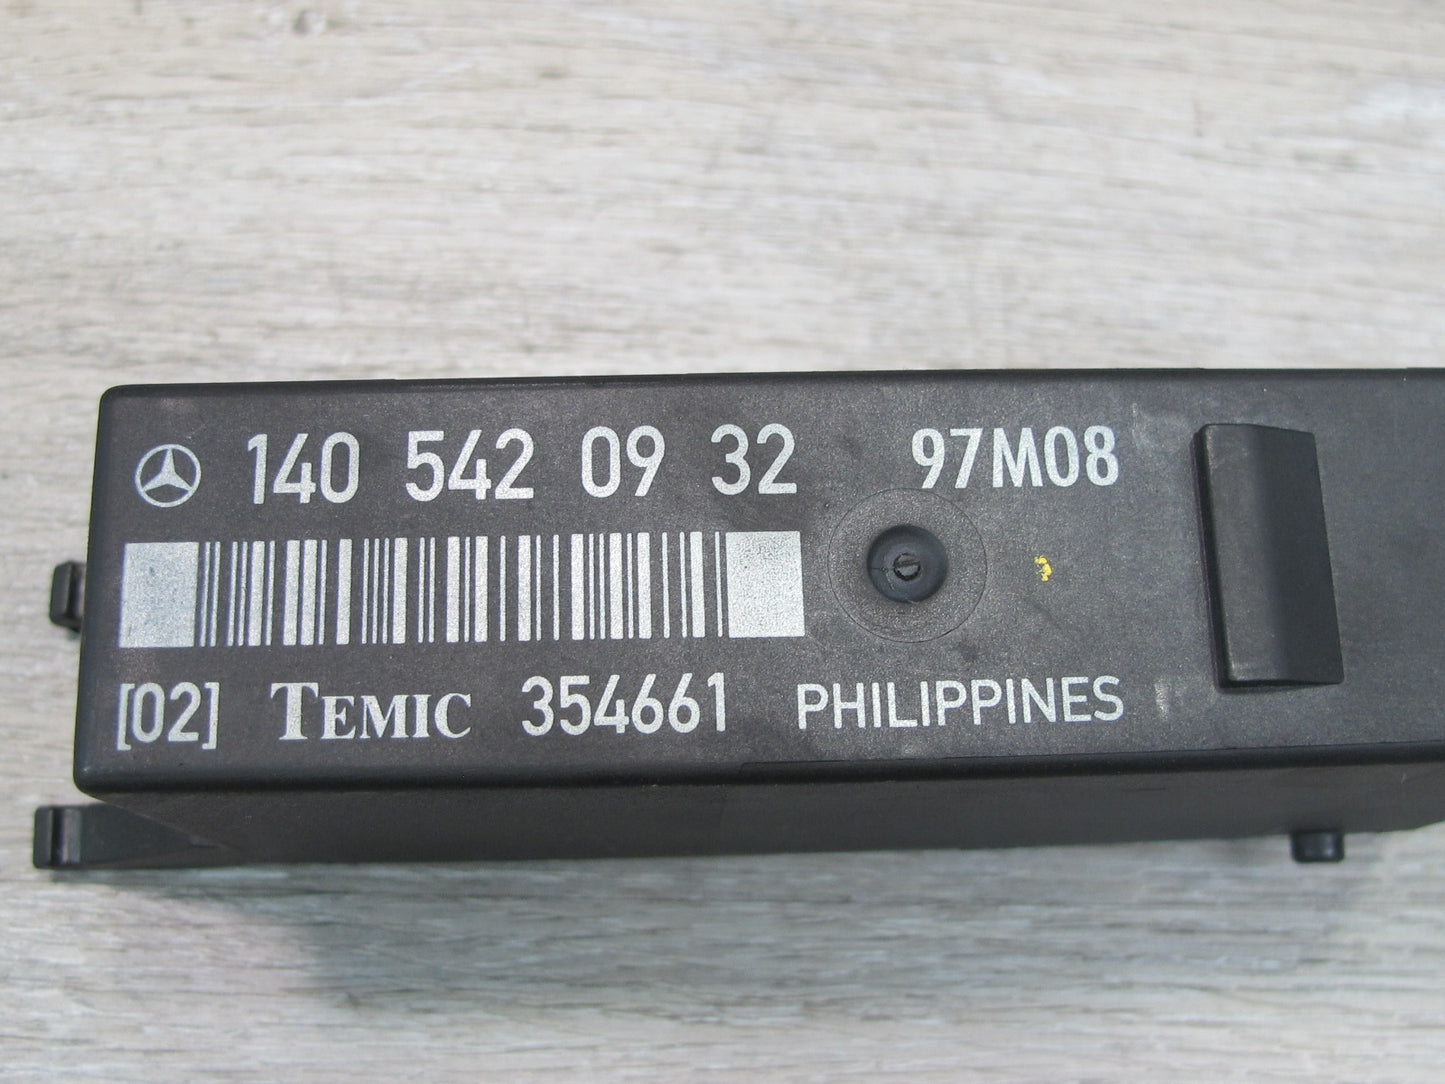 140 542 09 32 97M08
[02] TEMIC 354661 PHILIPPINES